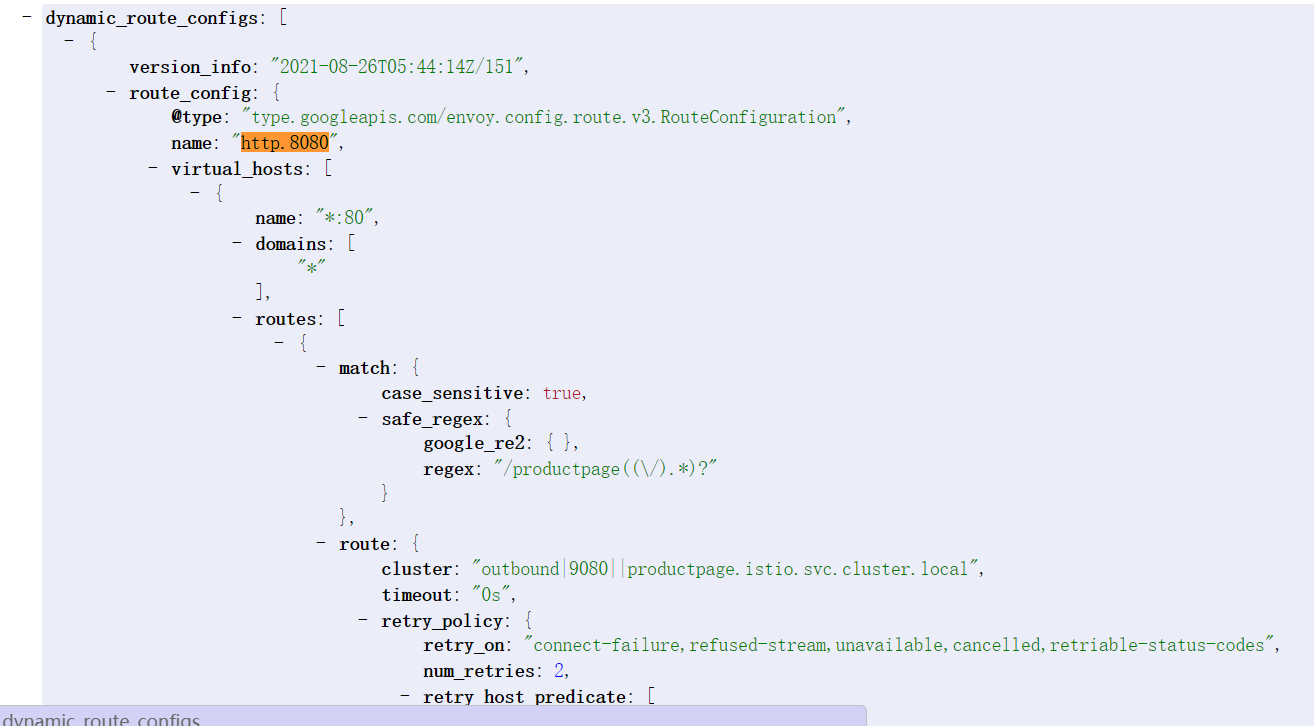 - dynamic_route_configs: [
- {
version_info: "2021-08-26T05:44:14Z/151",
- route_config: {
@type: "type.googleapis.com/envoy.config.route.v3.RouteConfiguration",
name: "http.8080",
- virtual_hosts: [
- {
name: "*:80",
- domains: [
"*"
],
- routes: [
- {
- match: {
case_sensitive: true,
- safe_regex: {
google_re2: { },
regex: "/productpage((\/).*)?"
}
},
- route: {
cluster: "outbound|9080||productpage.istio.svc.cluster.local",
timeout: "0s",
- retry_policy: {
retry_on: "connect-failure,refused-stream,unavailable,cancelled,retriable-status-codes",
num_retries: 2,
- retry_host_predicate: [
dynamic_route_configs